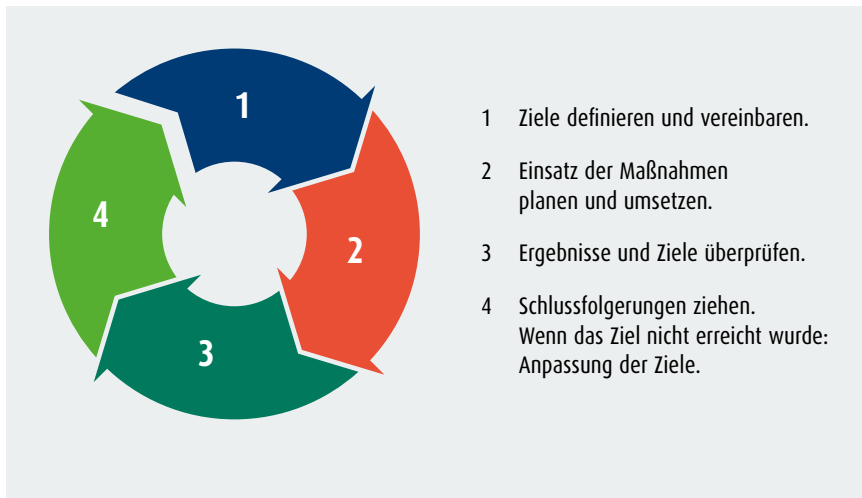 1
2
3
4
1 Ziele definieren und vereinbaren.
2 Einsatz der Maßnahmen
planen und umsetzen.
3 Ergebnisse und Ziele überprüfen.
4 Schlussfolgerungen ziehen.
Wenn das Ziel nicht erreicht wurde:
Anpassung der Ziele.